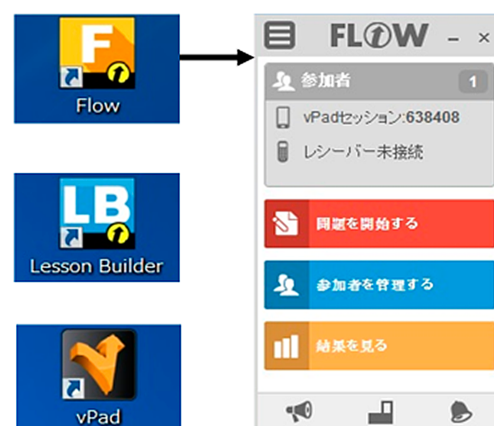 F
Flow
LB
Lesson Builder
vPad
FLOW
参加者 1
vPadセッション:638408
レシーバー未接続
問題を開始する
参加者を管理する
結果を見る